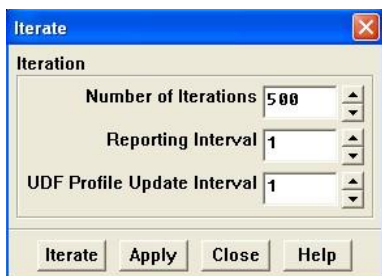 Iterate
Iteration
Number of Iterations 500
Reporting Interval 1
UDF Profile Update Interval 1
Iterate Apply Close Help